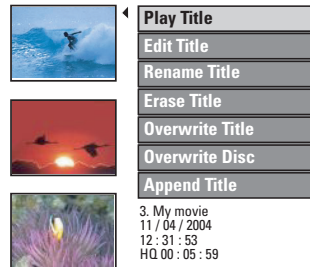 Play Title
Edit Title
Rename Title
Erase Title
Overwrite Title
Overwrite Disc
Append Title
3. My movie
11 / 04 / 2004
12 : 31 : 53
HQ 00 : 05 : 59